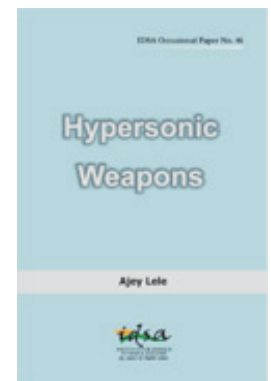 IDSA Occasional Paper No. 46
Hypersonic
Weapons
Ajey Lele
idsa